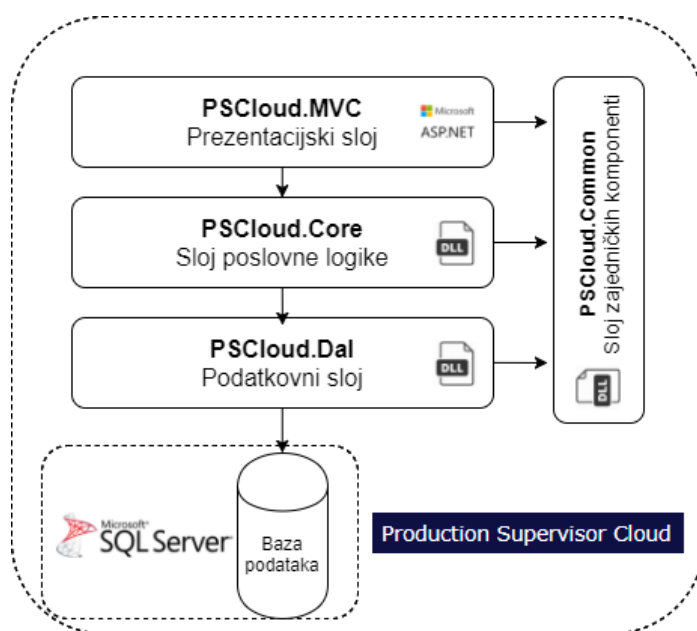 PSCloud.MVC
Prezentacijski sloj
Microsoft
ASP.NET
PSCloud.Core
Sloj poslovne logike
DLL
PSCloud.Dal
Podatkovni sloj
DLL
PSCloud.Common
Sloj zajedničkih komponenti
DLL
Microsoft®
SQL Server
Baza
podataka
Production Supervisor Cloud